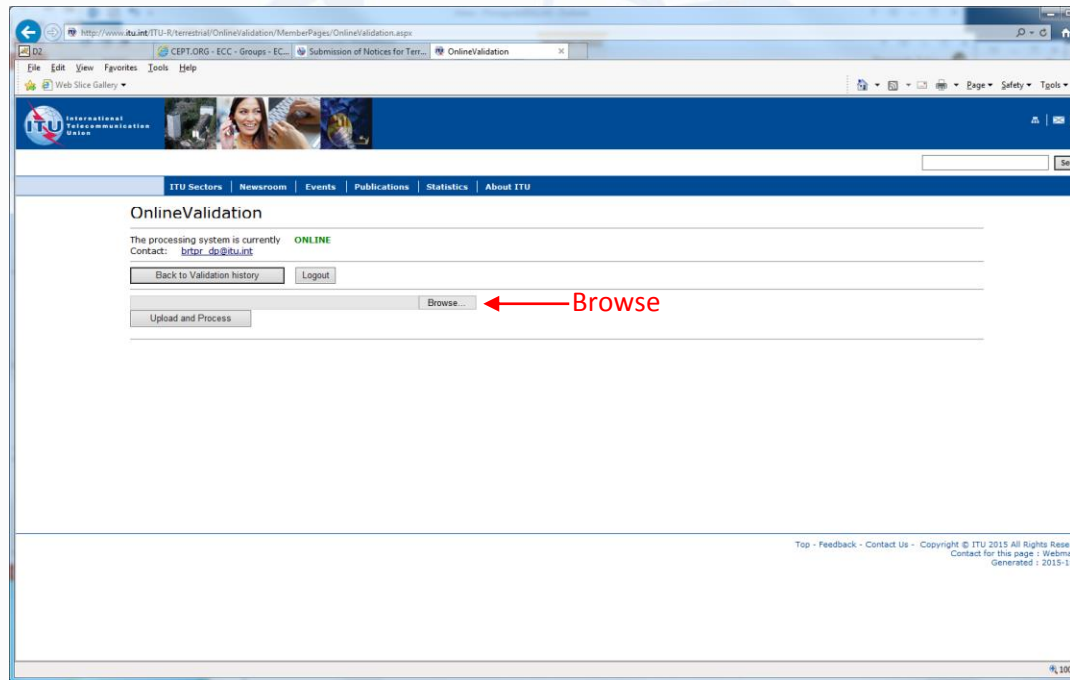 http://www.itu.int/ITU-R/terrestrial/OnlineValidation/MemberPages/OnlineValidation.aspx
D2 CEPT.ORG - ECC - Groups - EC... Submission of Notices for Terr... OnlineValidation ×
File Edit View Favorites Tools Help
Web Slice Gallery Page Safety Tools
International
Telecommunication
Union
ITU
ITU Sectors | Newsroom | Events | Publications | Statistics | About ITU
OnlineValidation
The processing system is currently ONLINE
Contact: brtpr_dp@itu.int
Back to Validation history Logout
Browse... Browse
Upload and Process
Top - Feedback - Contact Us - Copyright © ITU 2015 All Rights Rese
Contact for this page : Webma
Generated : 2015-1
100